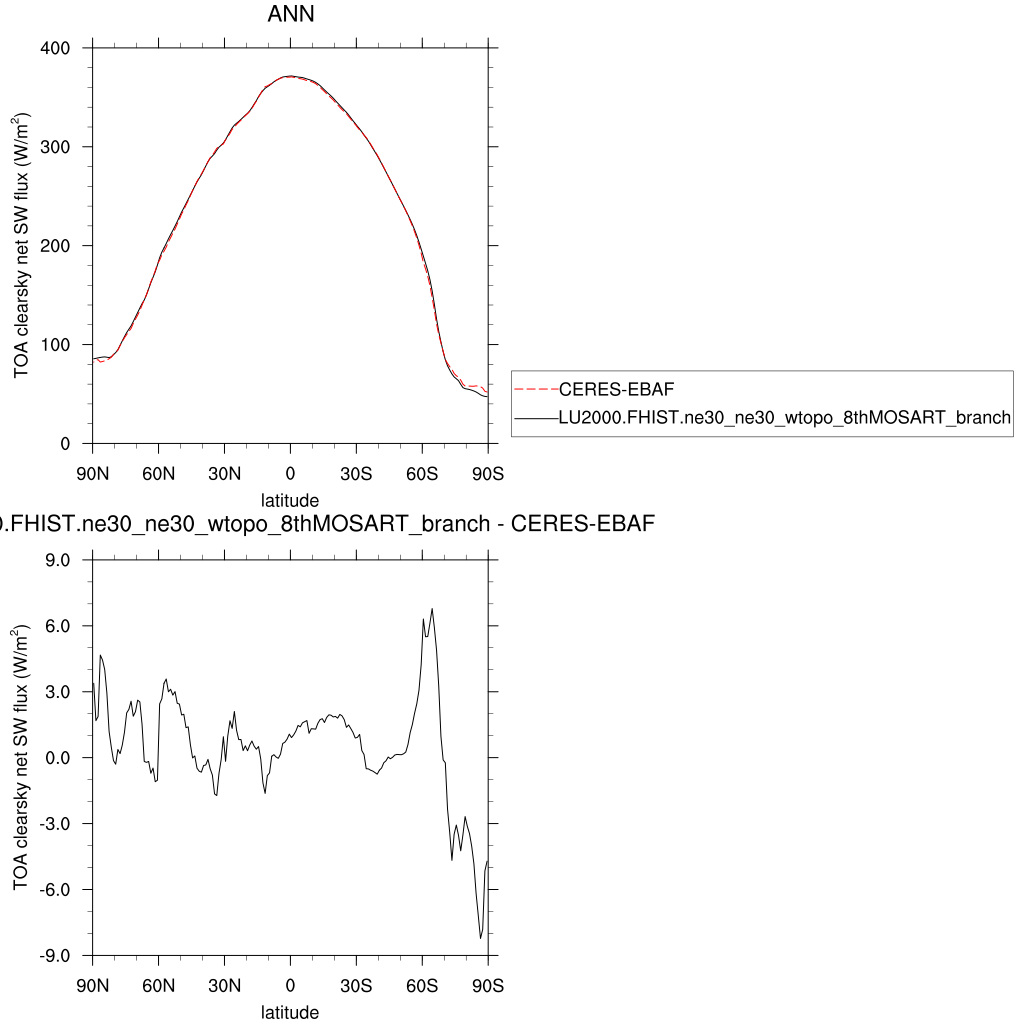 ANN
400
300
200
100
0
TOA clearsky net SW flux (W/m²)
90N 60N 30N 0 30S 60S 90S
latitude
CERES-EBAF
LU2000.FHIST.ne30_ne30_wtopo_8thMOSART_branch
0.FHIST.ne30_ne30_wtopo_8thMOSART_branch - CERES-EBAF
9.0
6.0
3.0
0.0
-3.0
-6.0
-9.0
TOA clearsky net SW flux (W/m²)
90N 60N 30N 0 30S 60S 90S
latitude